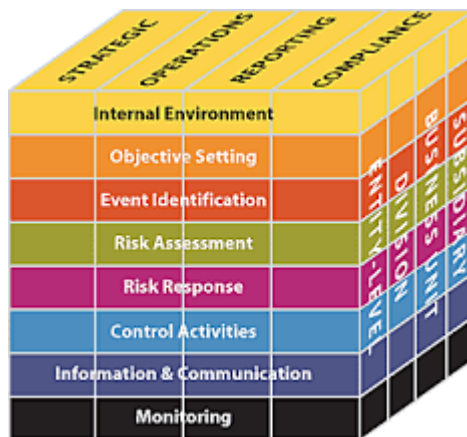 STRATEGIC
OPERATIONS
REPORTING
COMPLIANCE
Internal Environment
Objective Setting
Event Identification
Risk Assessment
Risk Response
Control Activities
Information & Communication
Monitoring
ENTITY-LEVEL
DIVISION
BUSINESS UNIT
SUBSIDIRY